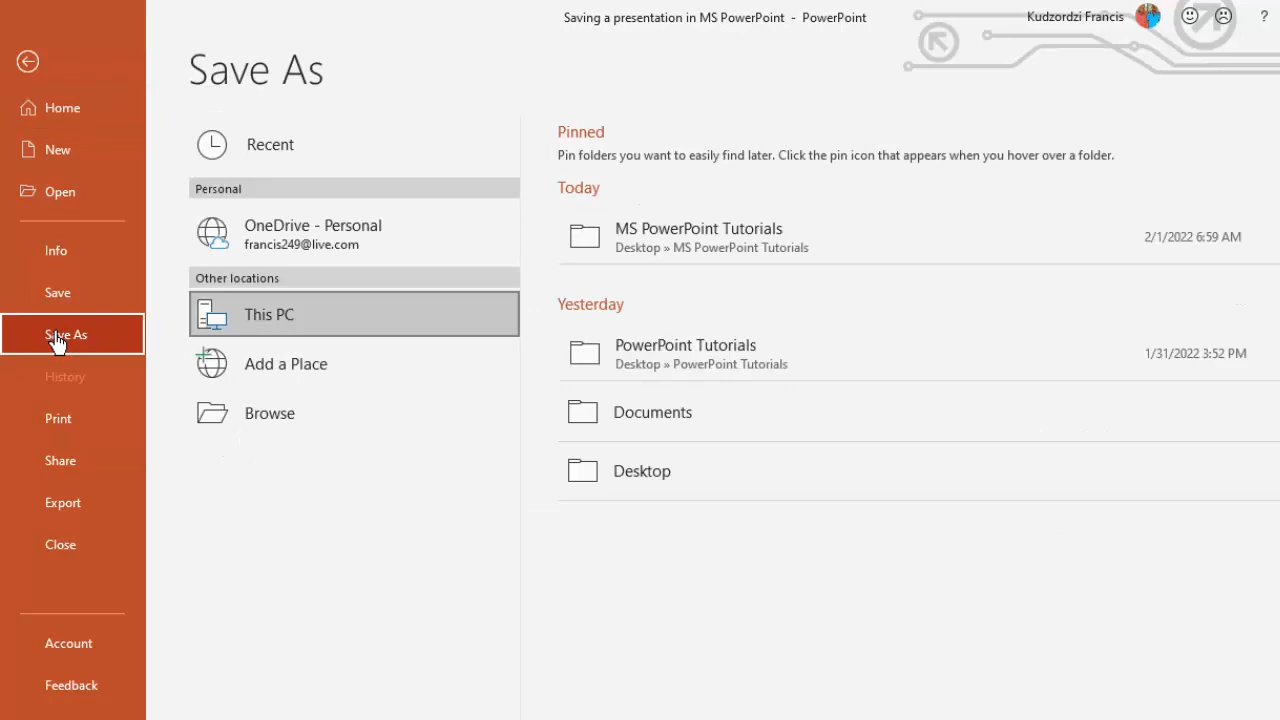 Saving a presentation in MS PowerPoint - PowerPoint
Kudzordzi Francis
?
Home
New
Open
Info
Save
Save As
History
Print
Share
Export
Close
Account
Feedback
Save As
Recent
Personal
OneDrive - Personal
francis249@live.com
Other locations
This PC
Add a Place
Browse
Pinned
Pin folders you want to easily find later. Click the pin icon that appears when you hover over a folder.
Today
MS PowerPoint Tutorials 2/1/2022 6:59 AM
Desktop » MS PowerPoint Tutorials
Yesterday
PowerPoint Tutorials 1/31/2022 3:52 PM
Desktop » PowerPoint Tutorials
Documents
Desktop